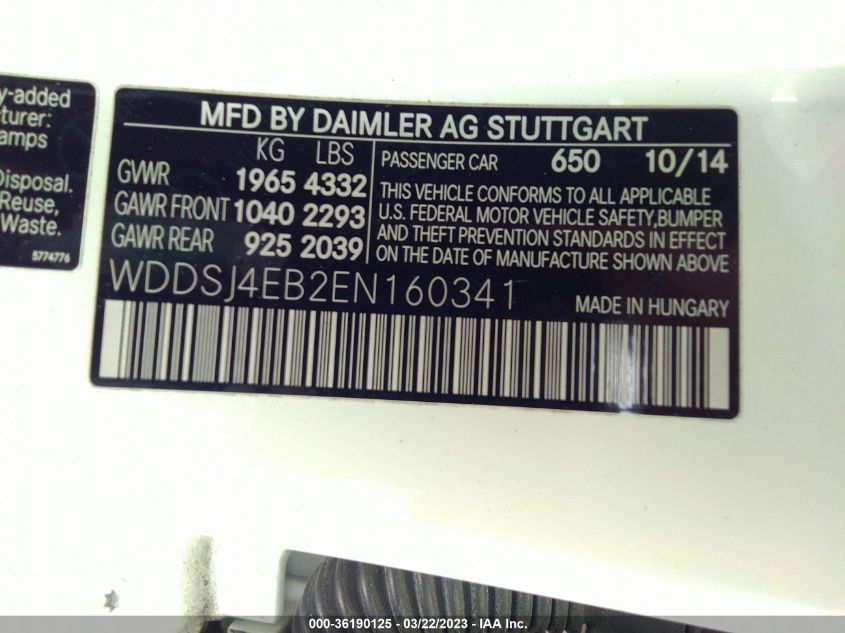 y-added
turer:
amps
Disposal.
Reuse,
Waste.
5774776
MFD BY DAIMLER AG STUTTGART
KG LBS
GVWR 1965 4332
GAWR FRONT 1040 2293
GAWR REAR 925 2039
PASSENGER CAR 650 10/14
THIS VEHICLE CONFORMS TO ALL APPLICABLE
U.S. FEDERAL MOTOR VEHICLE SAFETY,BUMPER
AND THEFT PREVENTION STANDARDS IN EFFECT
ON THE DATE OF MANUFACTURE SHOWN ABOVE
WDDSJ4EB2EN160341
MADE IN HUNGARY
000-36190125 - 03/22/2023 - IAA Inc.